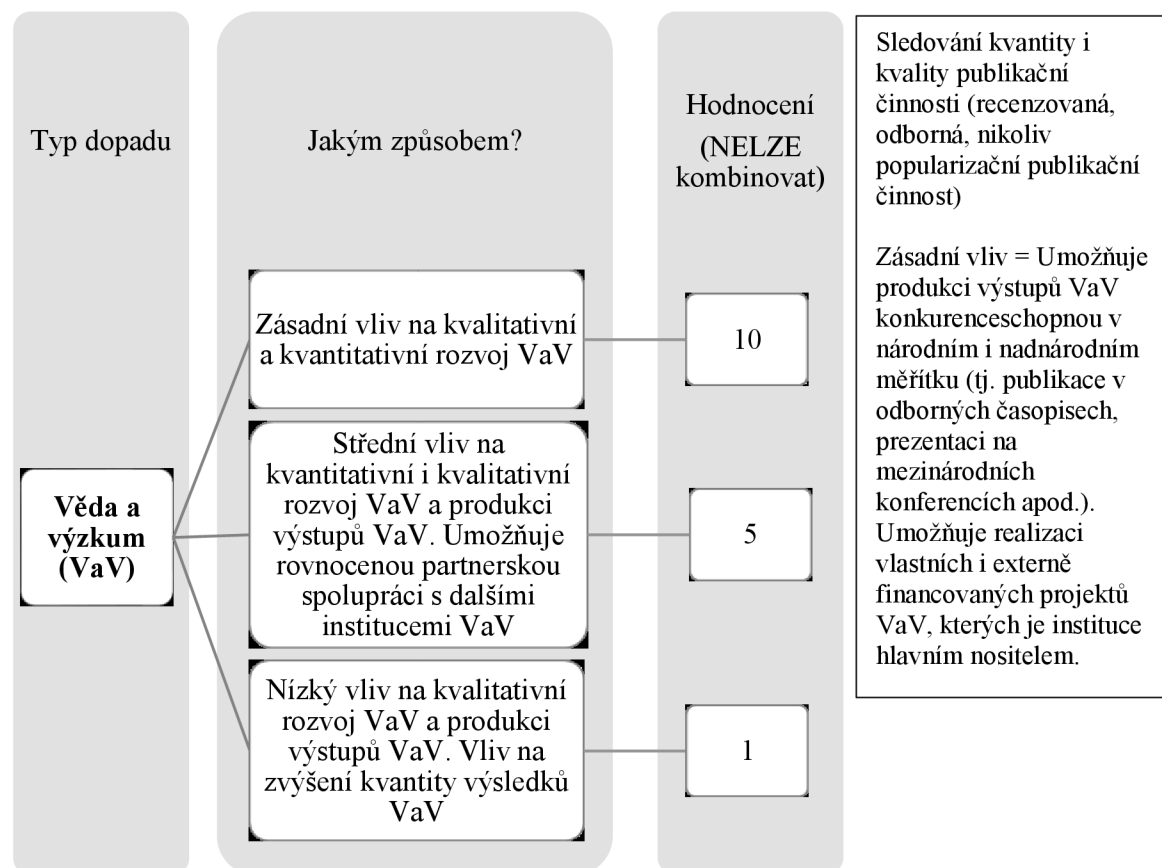 Typ dopadu
Jakým způsobem?
Hodnocení
(NELZE
kombinovat)
Věda a
výzkum
(VaV)
Zásadní vliv na kvalitativní
a kvantitativní rozvoj VaV
10
Střední vliv na
kvantitativní i kvalitativní
rozvoj VaV a produkci
výstupů VaV. Umožňuje
rovnocenou partnerskou
spolupráci s dalšími
institucemi VaV
5
Nízký vliv na kvalitativní
rozvoj VaV a produkci
výstupů VaV. Vliv na
zvýšení kvantity výsledků
VaV
1
Sledování kvantity i
kvality publikační
činnosti (recenzovaná,
odborná, nikoliv
popularizační publikační
činnost)
Zásadní vliv = Umožňuje
produkci výstupů VaV
konkurenceschopnou v
národním i nadnárodním
měřítku (tj. publikace v
odborných časopisech,
prezentaci na
mezinárodních
konferencích apod.).
Umožňuje realizaci
vlastních i externě
financovaných projektů
VaV, kterých je instituce
hlavním nositelem.